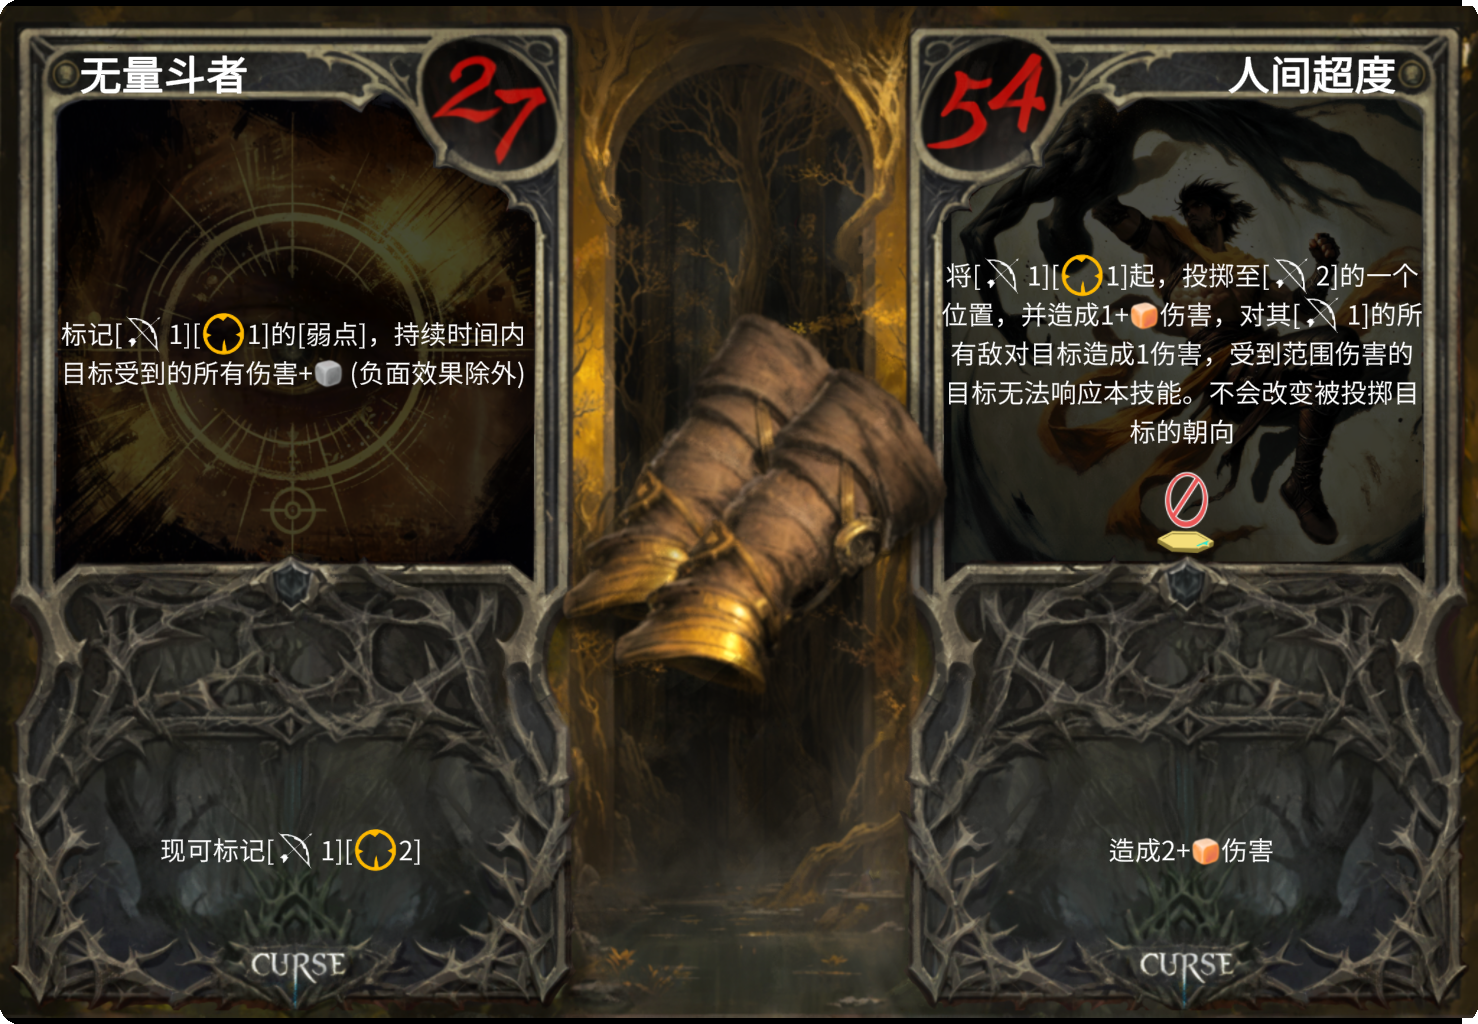 无量斗者
27
标记[ 1][ 1]的[弱点]，持续时间内
目标受到的所有伤害+ (负面效果除外)
现可标记[ 1][ 2]
CURSE
54
人间超度
将[ 1][ 1]起，投掷至[ 2]的一个
位置，并造成1+伤害，对其[ 1]的所
有敌对目标造成1伤害，受到范围伤害的
目标无法响应本技能。不会改变被投掷目
标的朝向
造成2+伤害
CURSE